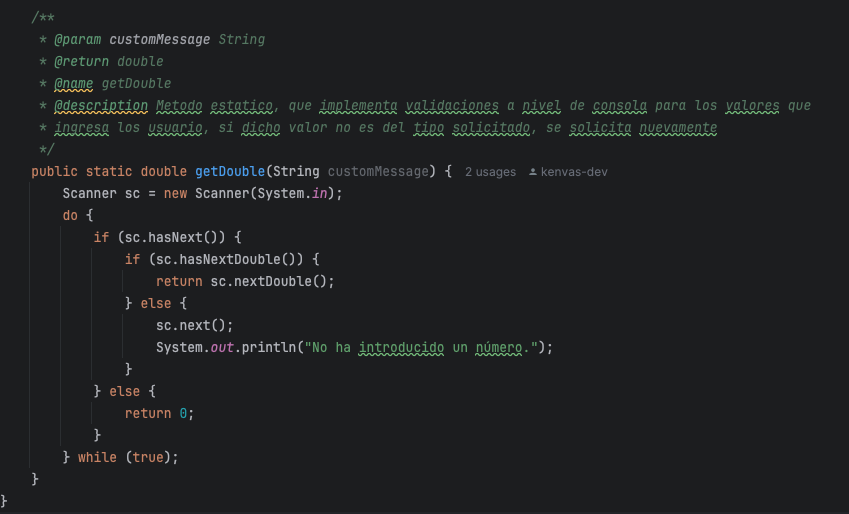 /**
 * @param customMessage String
 * @return double
 * @name getDouble
 * @description Metodo estatico, que implementa validaciones a nivel de consola para los valores que
 * ingresa los usuario, si dicho valor no es del tipo solicitado, se solicita nuevamente
 */
public static double getDouble(String customMessage) { 2 usages kenvas-dev
    Scanner sc = new Scanner(System.in);
    do {
        if (sc.hasNext()) {
            if (sc.hasNextDouble()) {
                return sc.nextDouble();
            } else {
                sc.next();
                System.out.println("No ha introducido un número.");
            }
        } else {
            return 0;
        }
    } while (true);
}
}